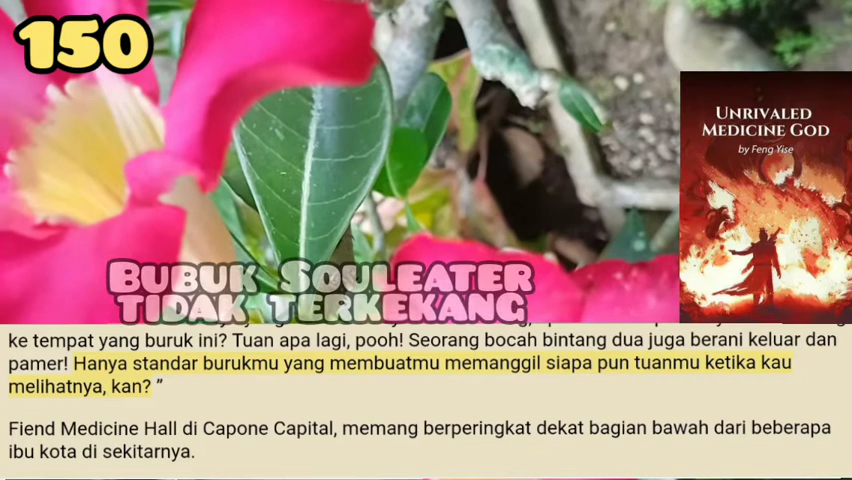 150
UNRIVALED
MEDICINE GOD
by Feng Yise
BUBUK SOULEATER
TIDAK TERKEKANG
ke tempat yang buruk ini? Tuan apa lagi, pooh! Seorang bocah bintang dua juga berani keluar dan
pamer! Hanya standar burukmu yang membuatmu memanggil siapa pun tuanmu ketika kau
melihatnya, kan? ”
Fiend Medicine Hall di Capone Capital, memang berperingkat dekat bagian bawah dari beberapa
ibu kota di sekitarnya.